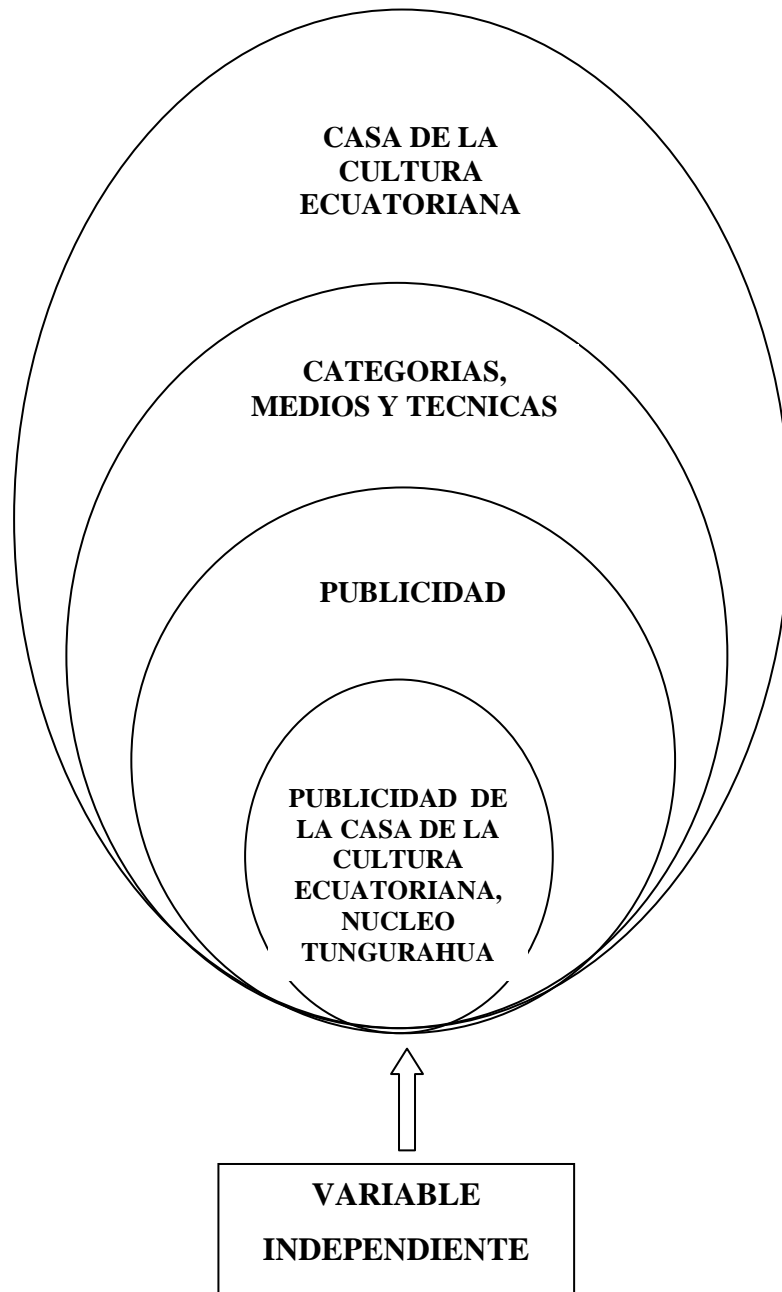 CASA DE LA
CULTURA
ECUATORIANA
CATEGORIAS,
MEDIOS Y TECNICAS
PUBLICIDAD
PUBLICIDAD DE
LA CASA DE LA
CULTURA
ECUATORIANA,
NUCLEO
TUNGURAHUA
VARIABLE
INDEPENDIENTE